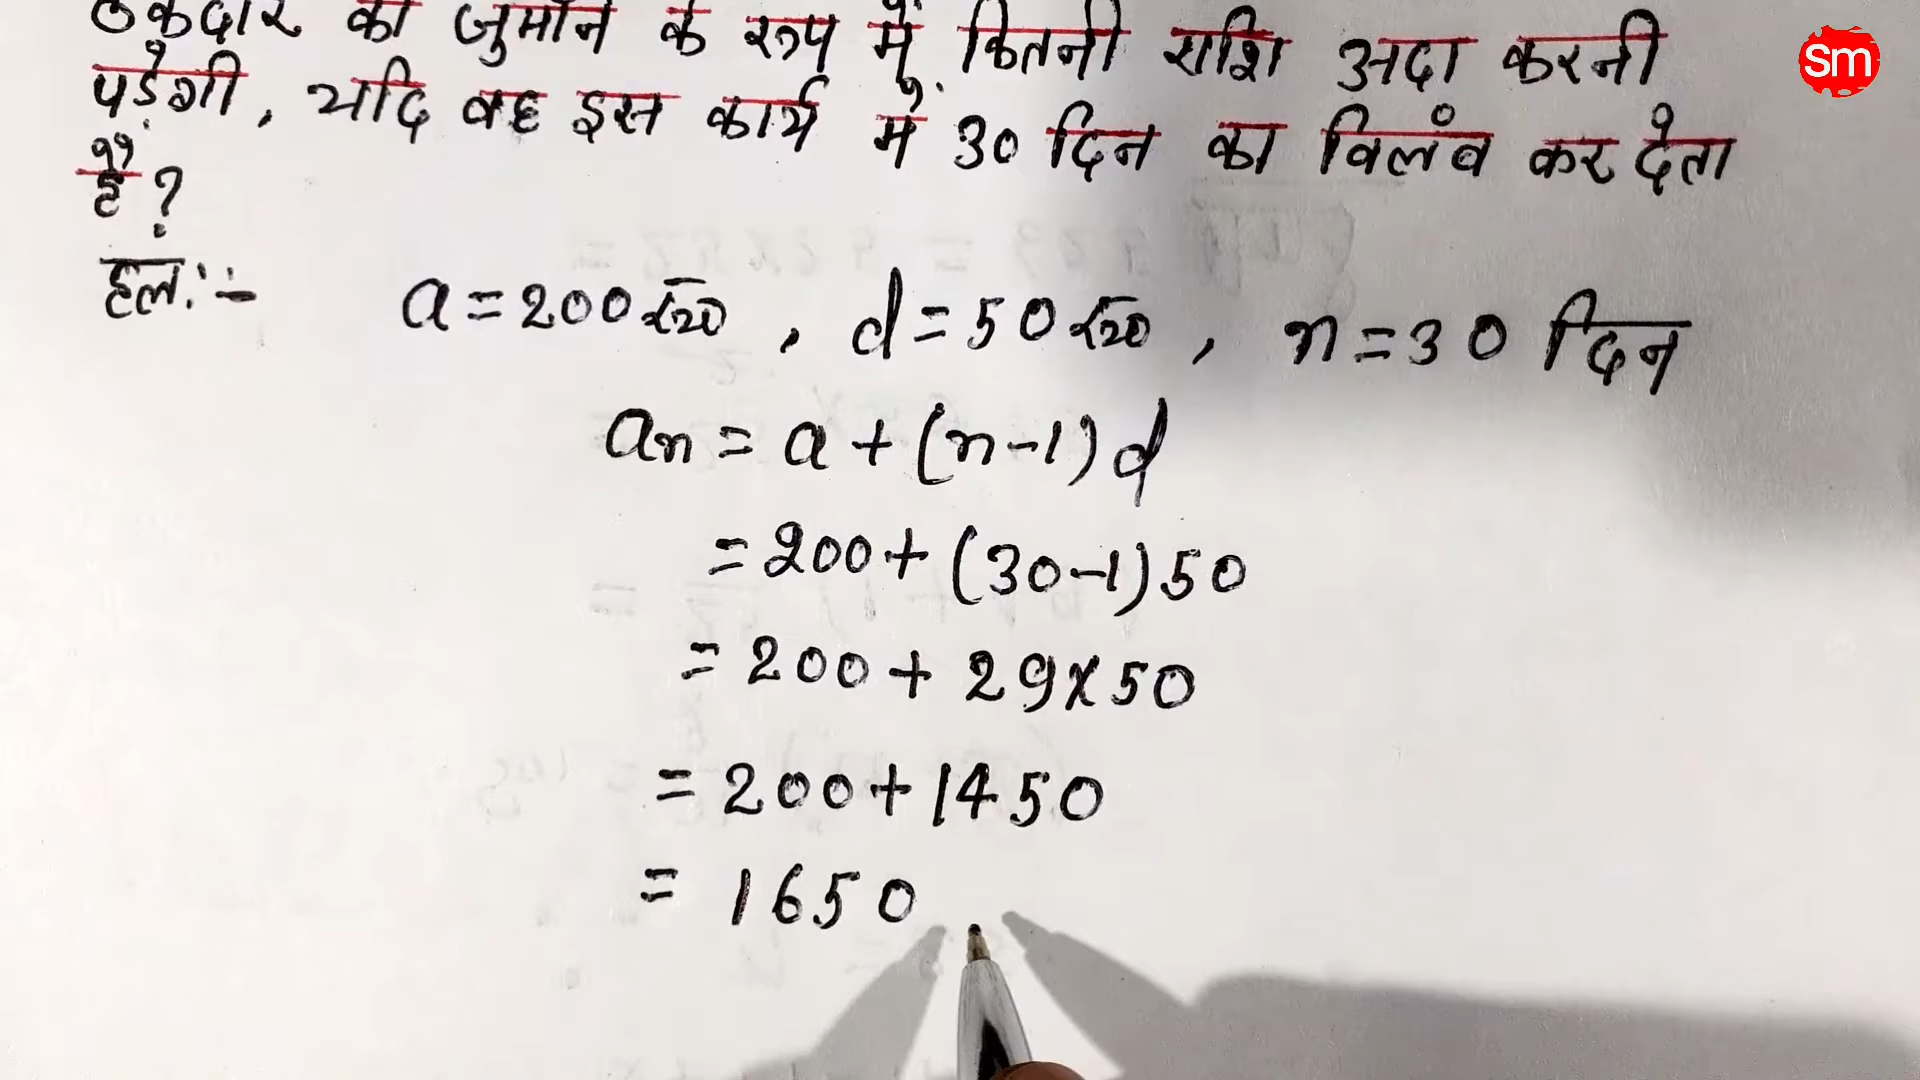 ठेकेदार को जुर्माने के रूप में कितनी राशि अदा करनी
पड़ेगी, यदि वह इस कार्य में 30 दिन का विलंब कर देता
है ?
हल:- a = 200 रु०, d = 50 रु०, n = 30 दिन
an = a + (n-1) d
= 200 + (30-1) 50
= 200 + 29 x 50
= 200 + 1450
= 1650
sm